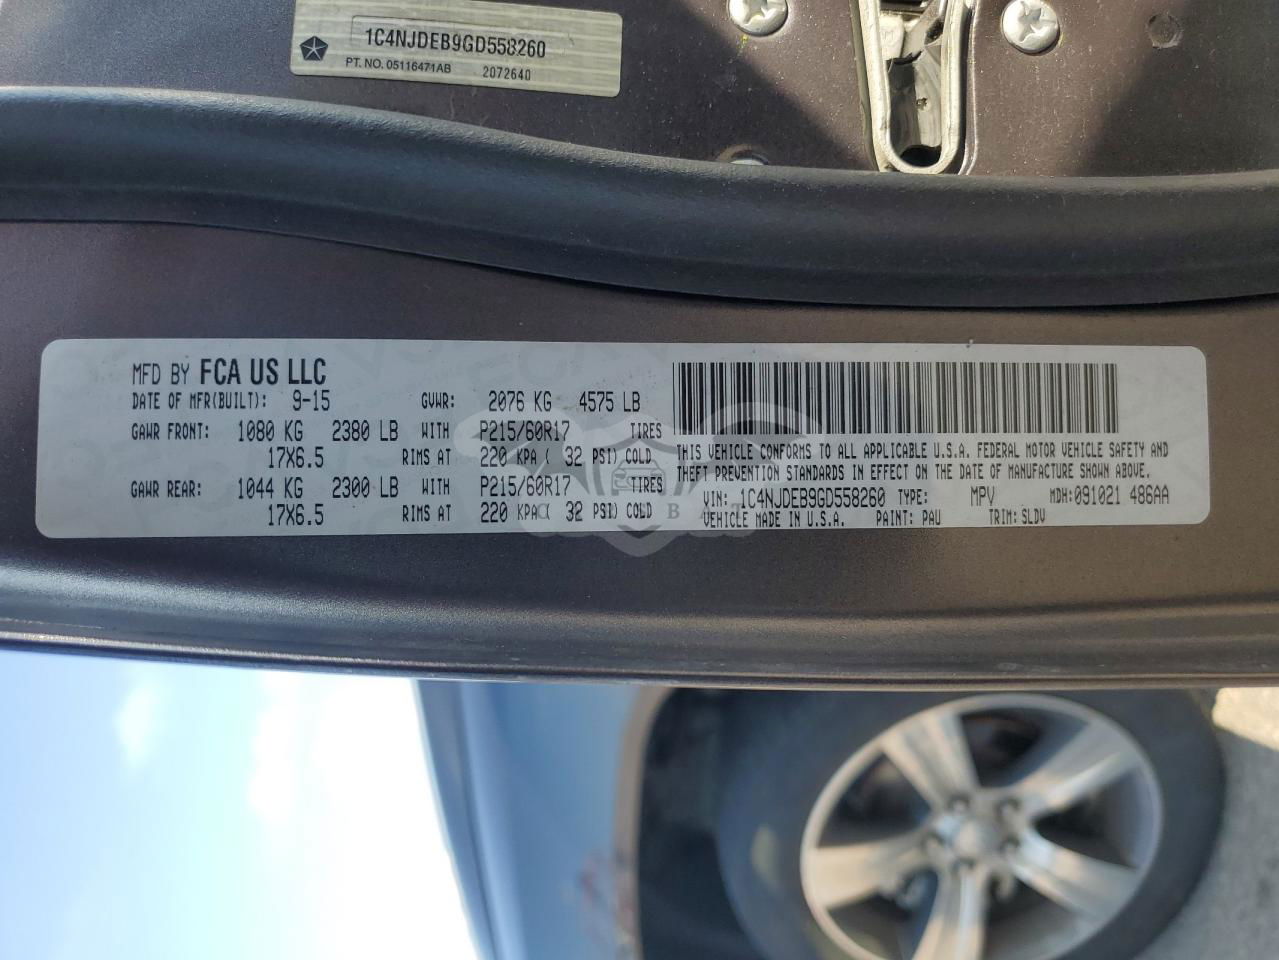 1C4NJDEB9GD558260
PT. NO. 05116471AB 2072640
MFD BY FCA US LLC
DATE OF MFR(BUILT): 9-15 GVWR: 2076 KG 4575 LB
GAWR FRONT: 1080 KG 2380 LB WITH P215/60R17 TIRES
17X6.5 RIMS AT 220 KPA ( 32 PSI) COLD
GAWR REAR: 1044 KG 2300 LB WITH P215/60R17 TIRES
17X6.5 RIMS AT 220 KPA ( 32 PSI) COLD
THIS VEHICLE CONFORMS TO ALL APPLICABLE U.S.A. FEDERAL MOTOR VEHICLE SAFETY AND
THEFT PREVENTION STANDARDS IN EFFECT ON THE DATE OF MANUFACTURE SHOWN ABOVE.
VIN: 1C4NJDEB9GD558260 TYPE: MPV MDH:091021 486AA
VEHICLE MADE IN U.S.A. PAINT: PAU TRIM: SLDV